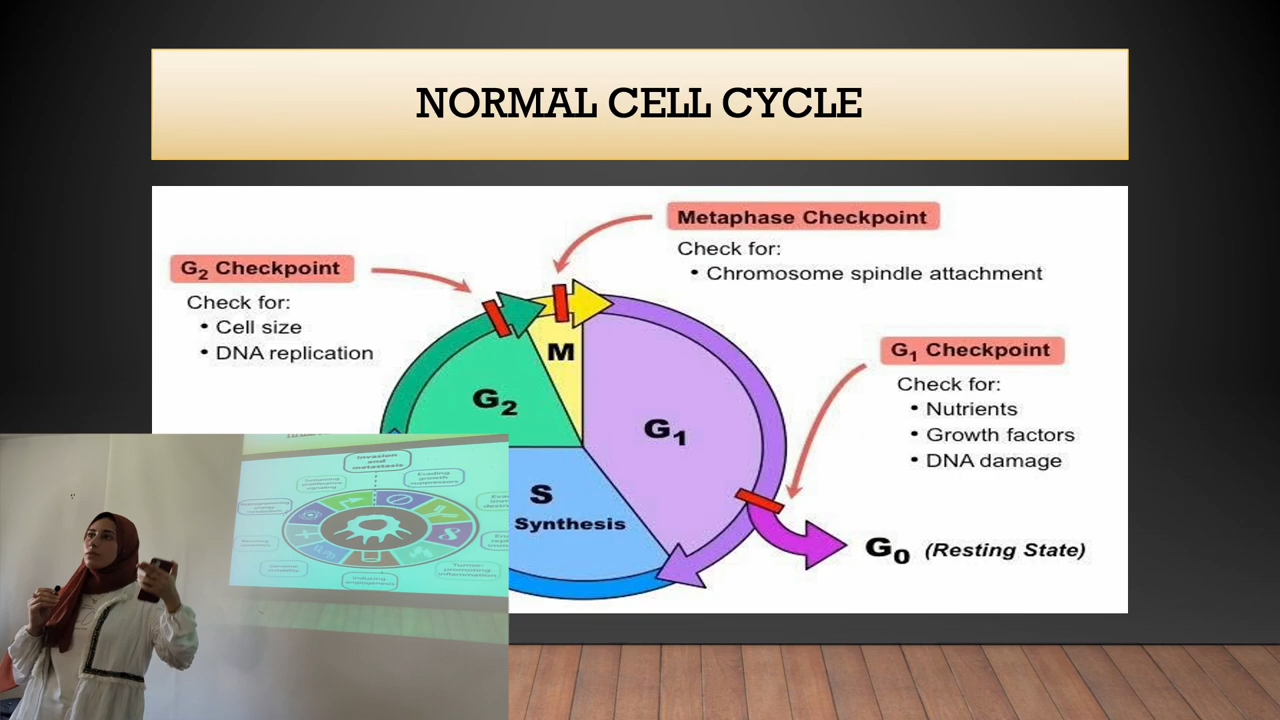 NORMAL CELL CYCLE
Metaphase Checkpoint
Check for:
• Chromosome spindle attachment
G₂ Checkpoint
Check for:
• Cell size
• DNA replication
M
G₂
G₁
G₁ Checkpoint
Check for:
• Nutrients
• Growth factors
• DNA damage
S
Synthesis
G₀ (Resting State)
Invasion
and
metastasis
Evading
growth
suppressors
Inducing
angiogenesis
Tumor-
promoting
inflammation